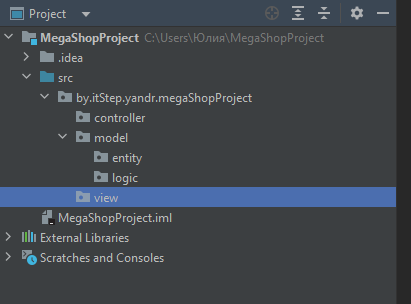 Project
MegaShopProject C:\Users\Юлия\MegaShopProject
.idea
src
by.itStep.yandr.megaShopProject
controller
model
entity
logic
view
MegaShopProject.iml
External Libraries
Scratches and Consoles